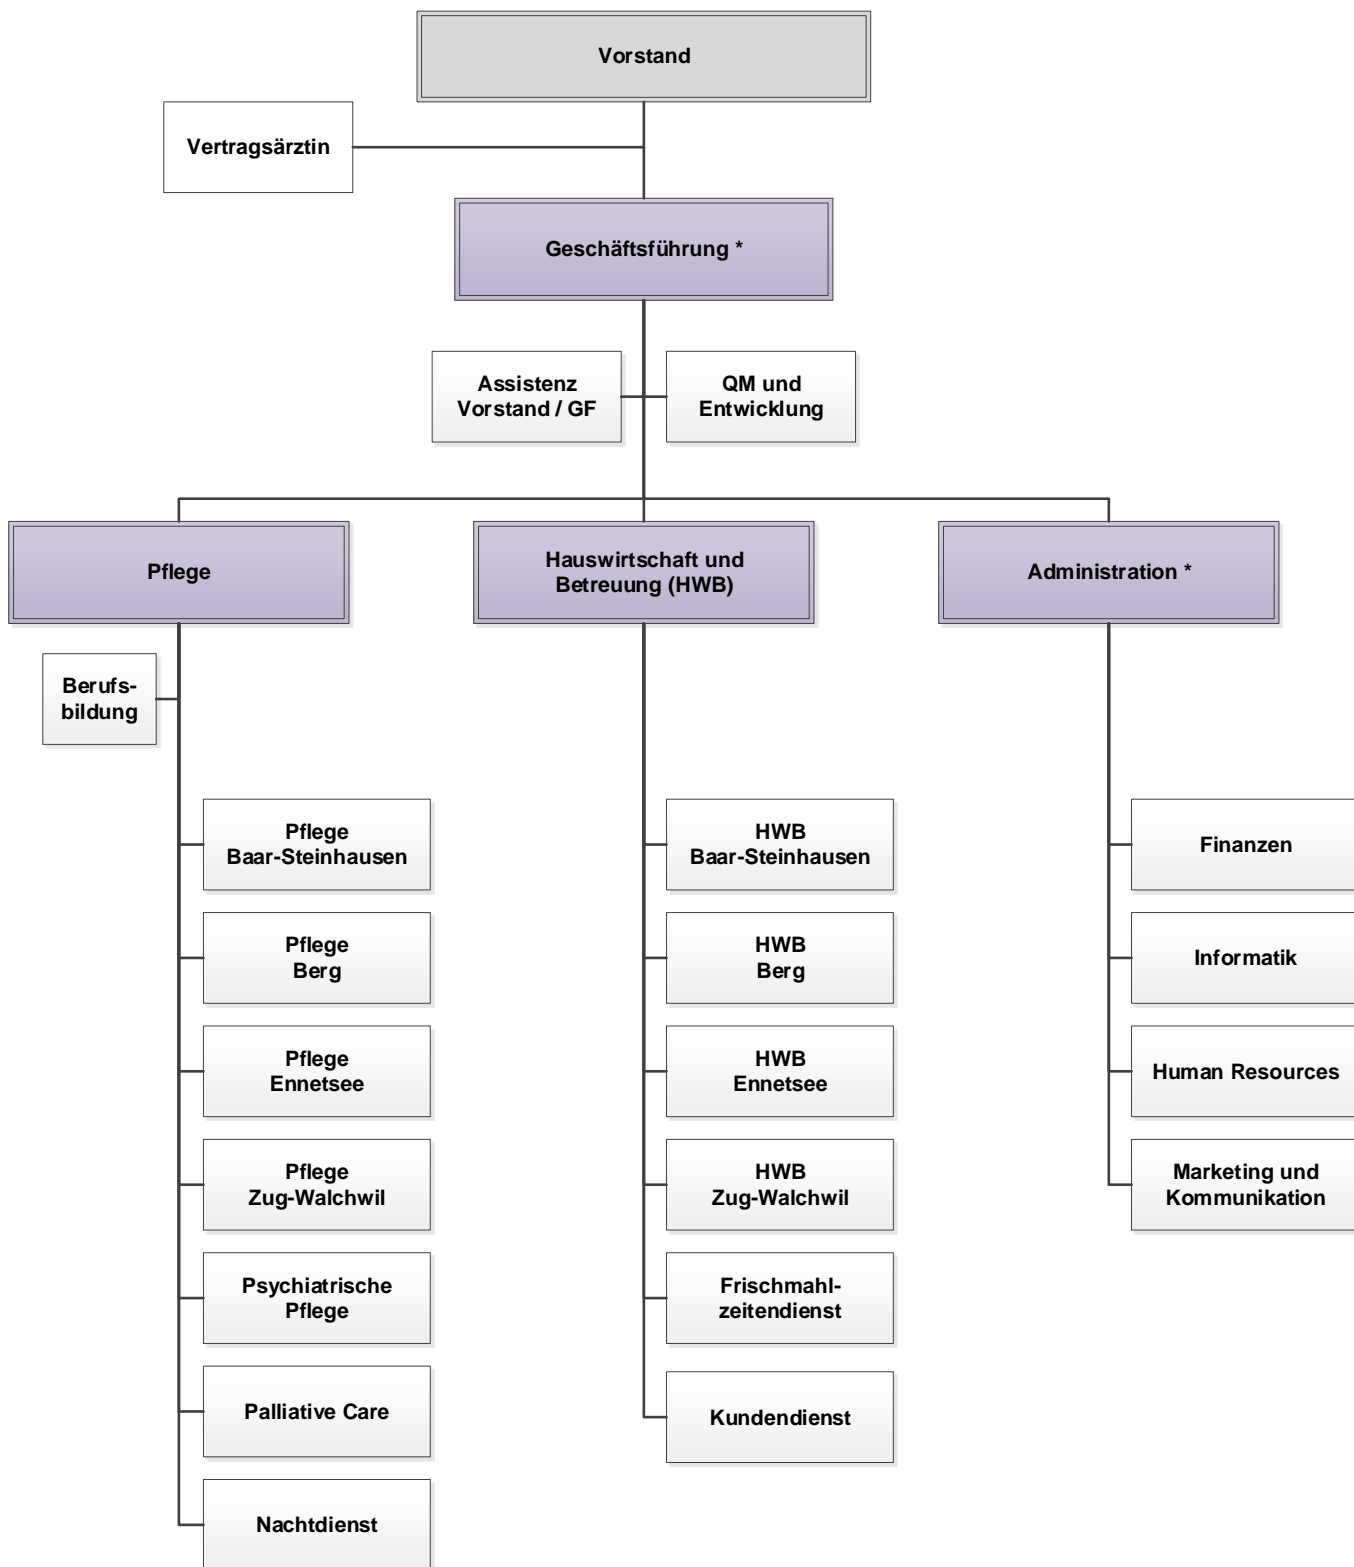 Vorstand
Vertragsärztin
Geschäftsführung *
Assistenz
Vorstand / GF
QM und
Entwicklung
Pflege
Hauswirtschaft und
Betreuung (HWB)
Administration *
Berufs-
bildung
Pflege
Baar-Steinhausen
Pflege
Berg
Pflege
Ennetsee
Pflege
Zug-Walchwil
Psychiatrische
Pflege
Palliative Care
Nachtdienst
HWB
Baar-Steinhausen
HWB
Berg
HWB
Ennetsee
HWB
Zug-Walchwil
Frischmahl-
zeitendienst
Kundendienst
Finanzen
Informatik
Human Resources
Marketing und
Kommunikation